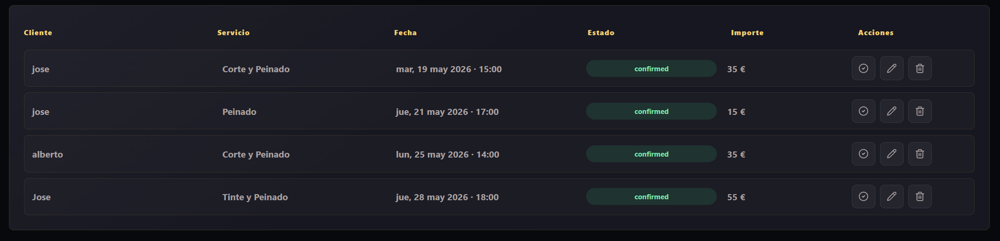 Cliente Servicio Fecha Estado Importe Acciones
jose Corte y Peinado mar, 19 may 2026 · 15:00 confirmed 35 €
jose Peinado jue, 21 may 2026 · 17:00 confirmed 15 €
alberto Corte y Peinado lun, 25 may 2026 · 14:00 confirmed 35 €
Jose Tinte y Peinado jue, 28 may 2026 · 18:00 confirmed 55 €